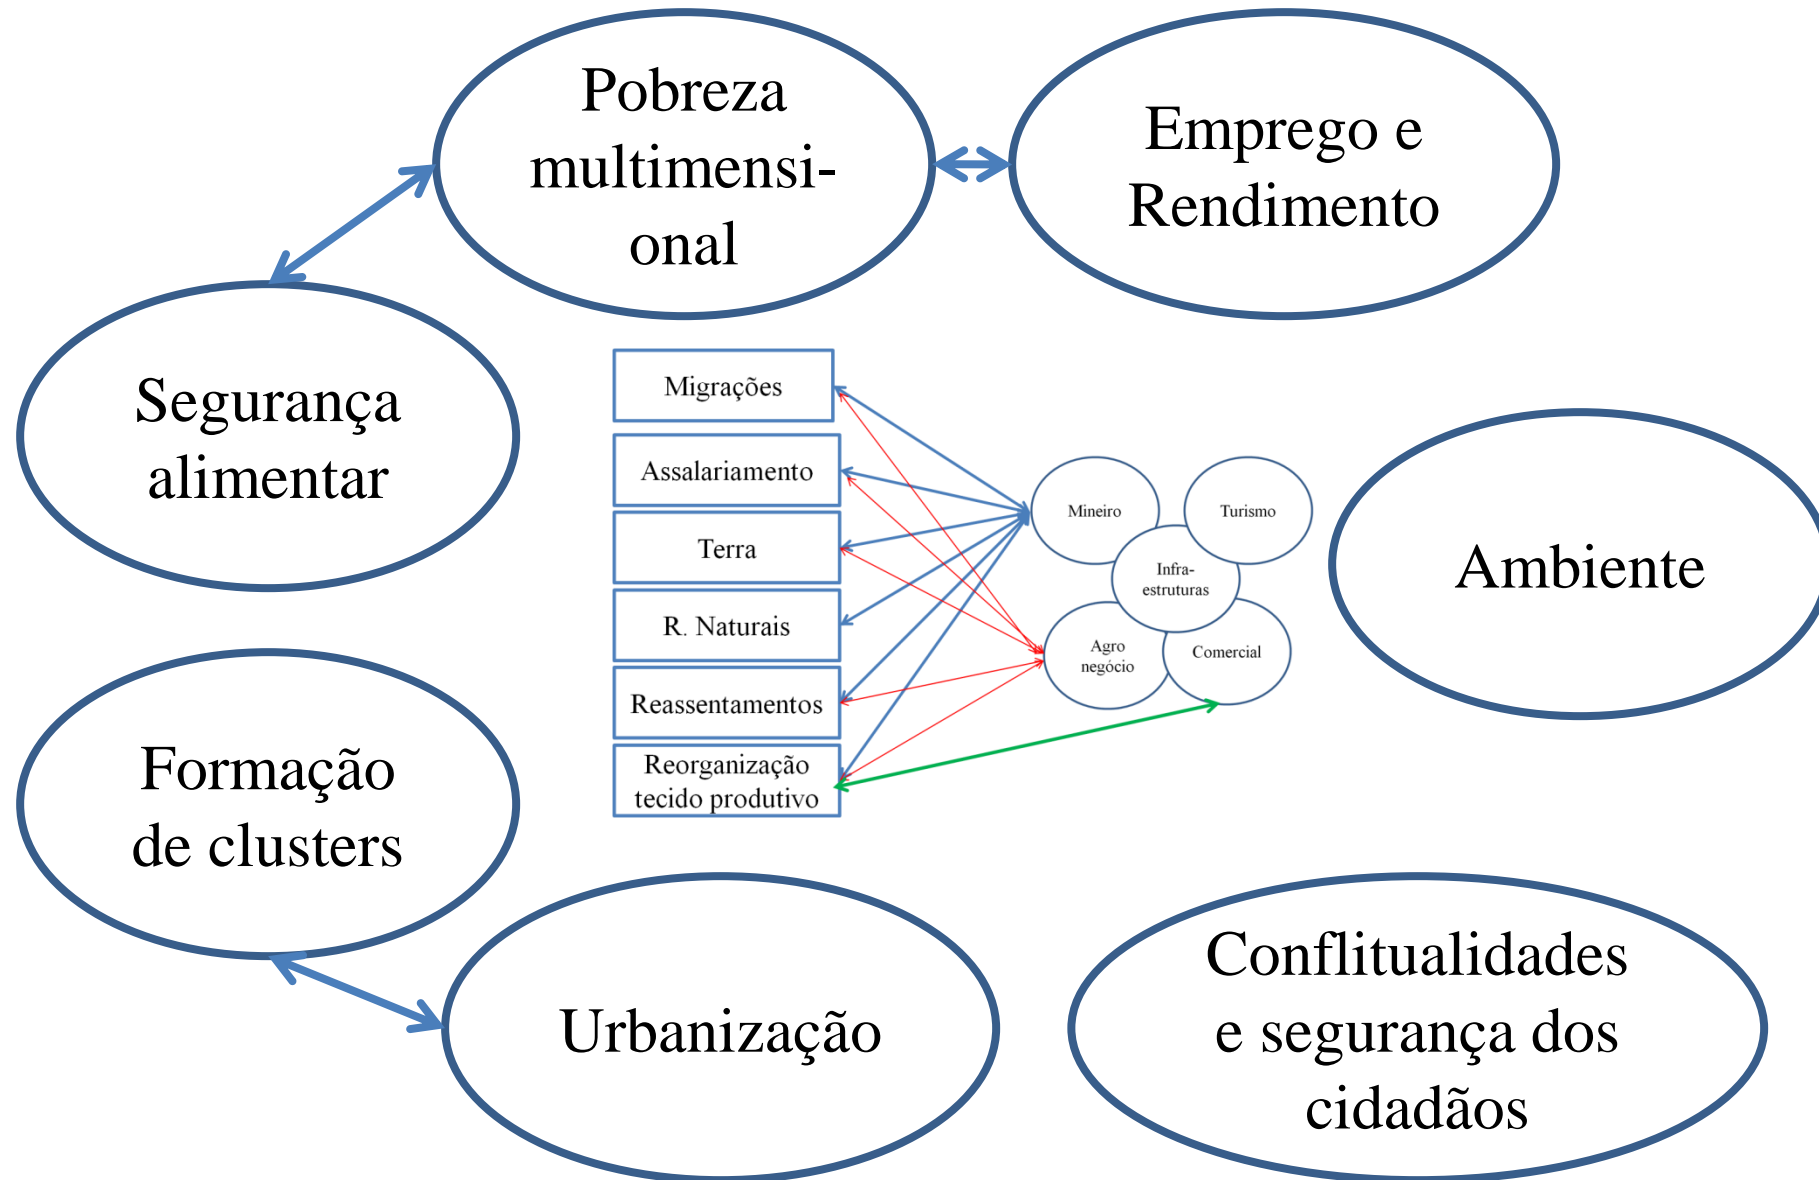 Pobreza
multimensi-
onal
Emprego e
Rendimento
Segurança
alimentar
Migrações
Assalariamento
Terra
R. Naturais
Reassentamentos
Reorganização
tecido produtivo
Mineiro
Turismo
Infra-
estruturas
Agro
negócio
Comercial
Ambiente
Formação
de clusters
Urbanização
Conflitualidades
e segurança dos
cidadãos